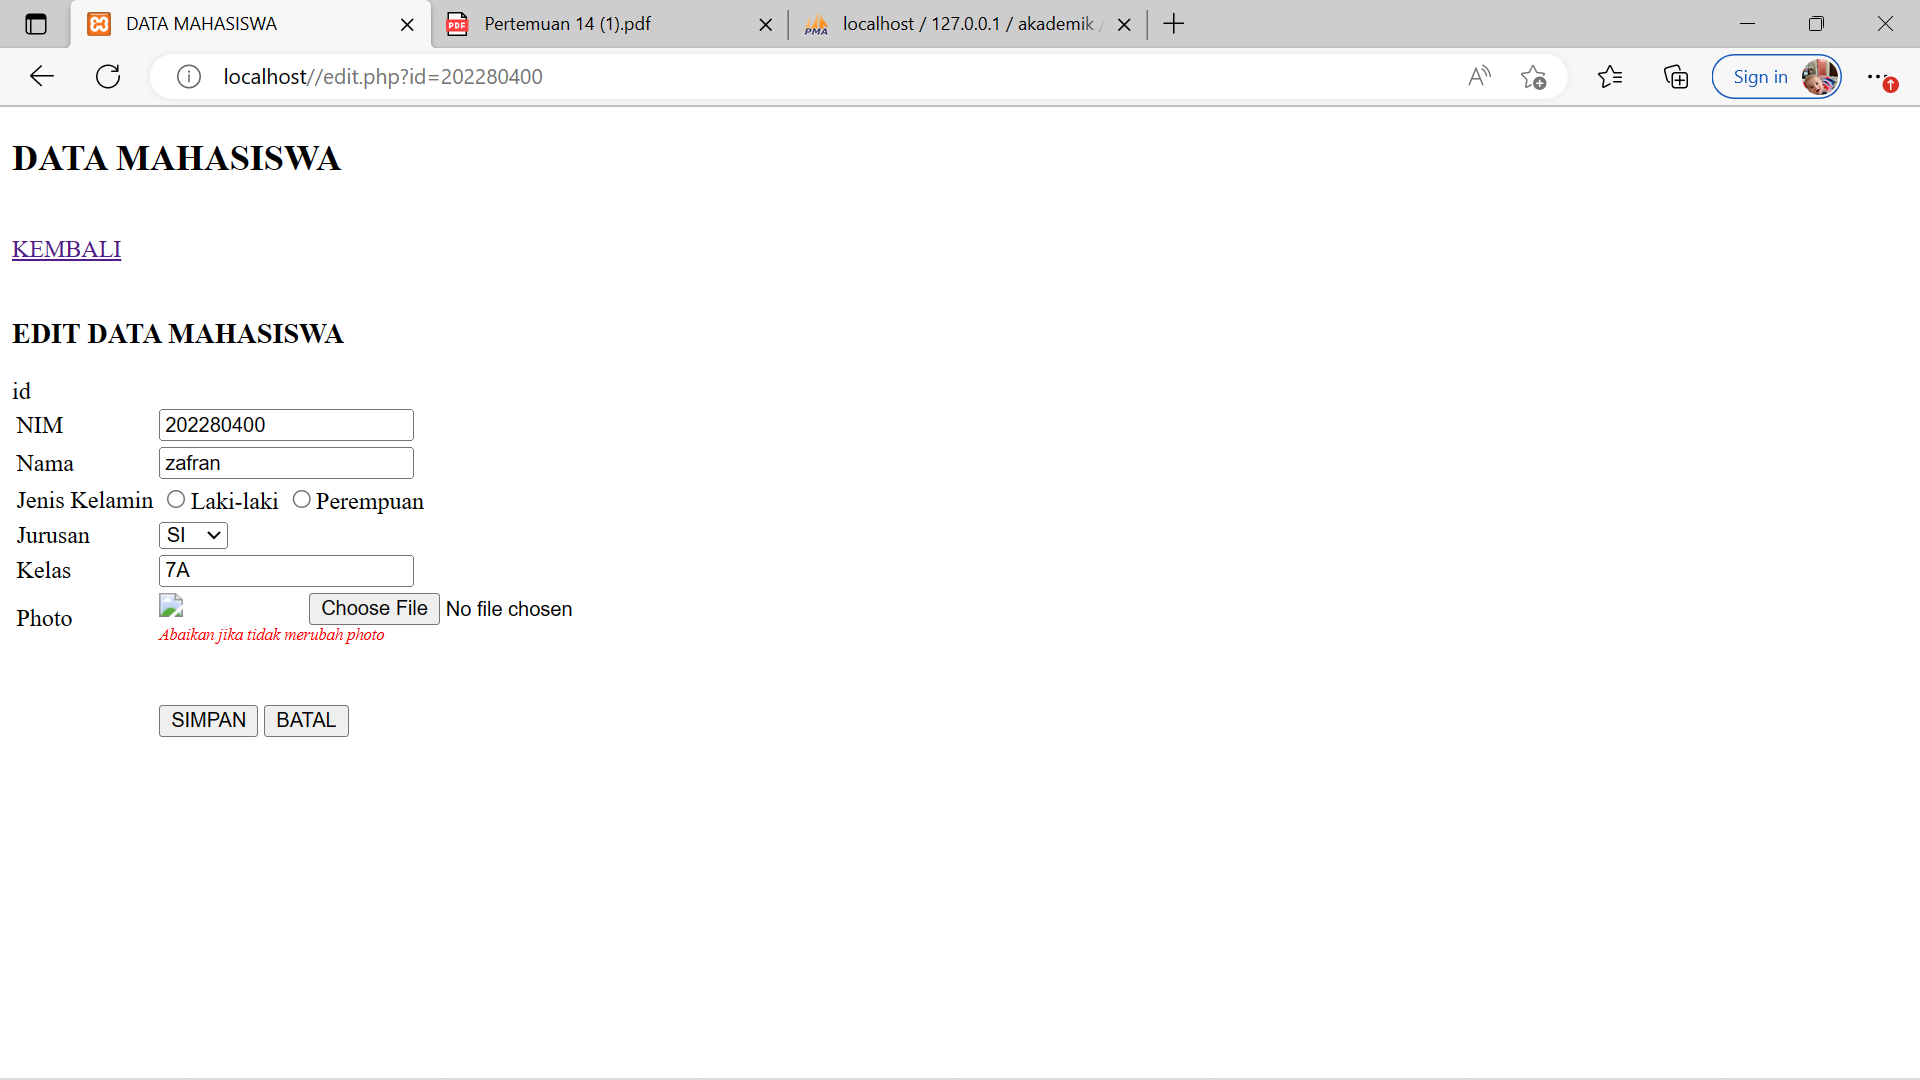 DATA MAHASISWA
Pertemuan 14 (1).pdf
localhost / 127.0.0.1 / akademik /
localhost//edit.php?id=202280400
Sign in
DATA MAHASISWA
KEMBALI
EDIT DATA MAHASISWA
id
NIM 202280400
Nama zafran
Jenis Kelamin Laki-laki Perempuan
Jurusan SI
Kelas 7A
Photo Choose File No file chosen
Abaikan jika tidak merubah photo
SIMPAN BATAL